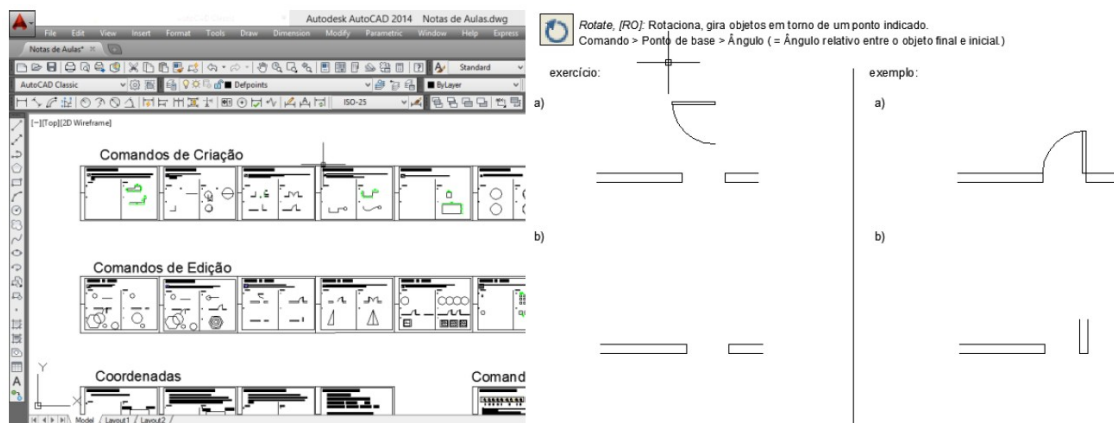 Autodesk AutoCAD 2014 Notas de Aulas.dwg
File Edit View Insert Format Tools Draw Dimension Modify Parametric Window Help Express
Notas de Aulas*
Standard
AutoCAD Classic
Defpoints
ByLayer
ISO-25
[−][Top][2D Wireframe]
Comandos de Criação
Comandos de Edição
Coordenadas
Comand
Y
X
Model Layout1 Layout2
Rotate, [RO]: Rotaciona, gira objetos em torno de um ponto indicado.
Comando > Ponto de base > Ângulo ( = Ângulo relativo entre o objeto final e inicial.)
exercício:
exemplo:
a)
a)
b)
b)